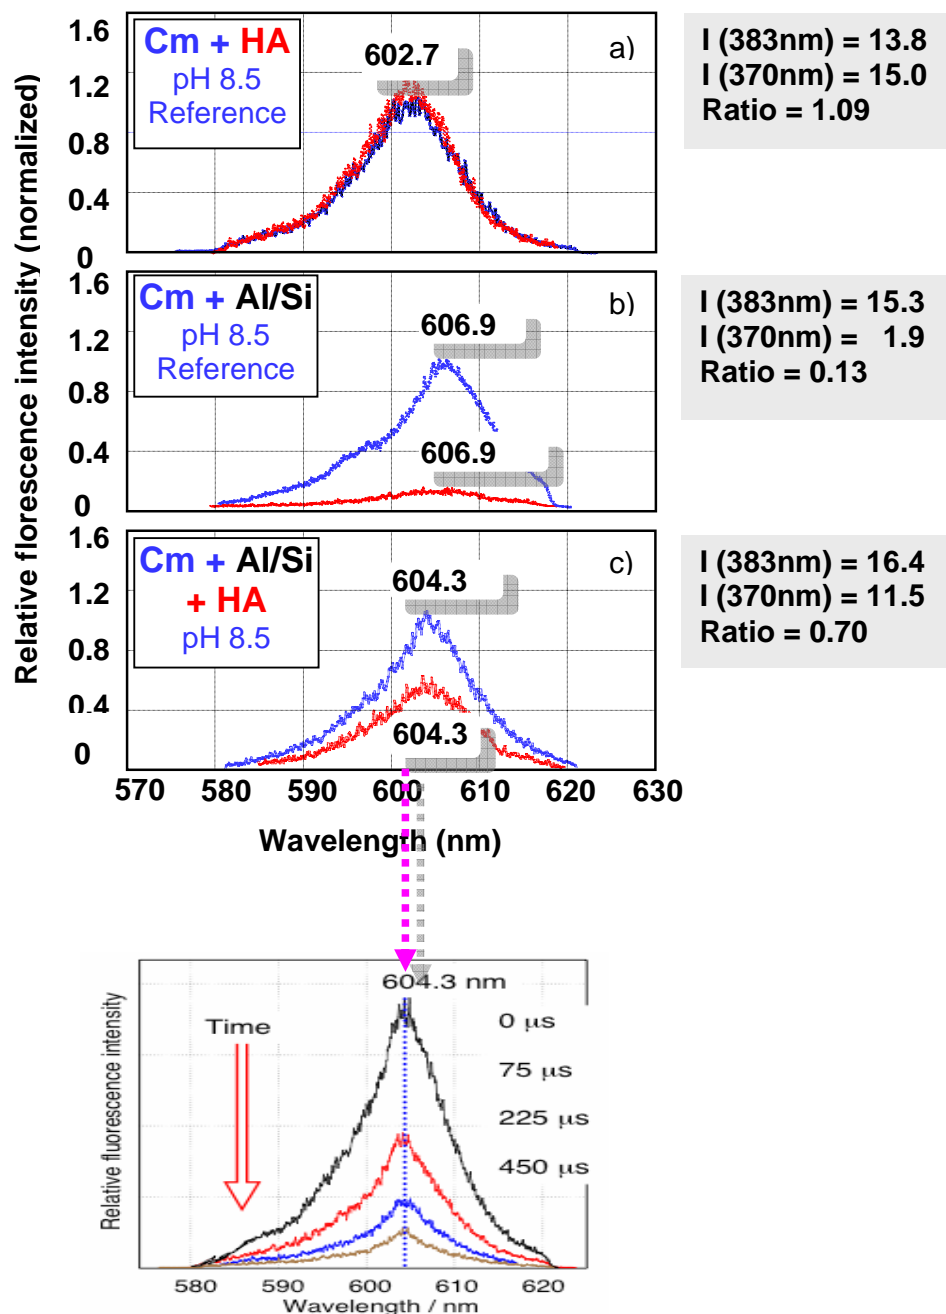 Relative florescence intensity (normalized)
1.6
1.2
0.8
0.4
0
Cm + HA
pH 8.5
Reference
602.7
a)
I (383nm) = 13.8
I (370nm) = 15.0
Ratio = 1.09
1.6
1.2
0.8
0.4
0
Cm + Al/Si
pH 8.5
Reference
606.9
606.9
b)
I (383nm) = 15.3
I (370nm) = 1.9
Ratio = 0.13
1.6
1.2
0.8
0.4
0
Cm + Al/Si
+ HA
pH 8.5
604.3
604.3
c)
I (383nm) = 16.4
I (370nm) = 11.5
Ratio = 0.70
570 580 590 600 610 620 630
Wavelength (nm)
Relative fluorescence intensity
604.3 nm
Time
0 µs
75 µs
225 µs
450 µs
580 590 600 610 620
Wavelength / nm